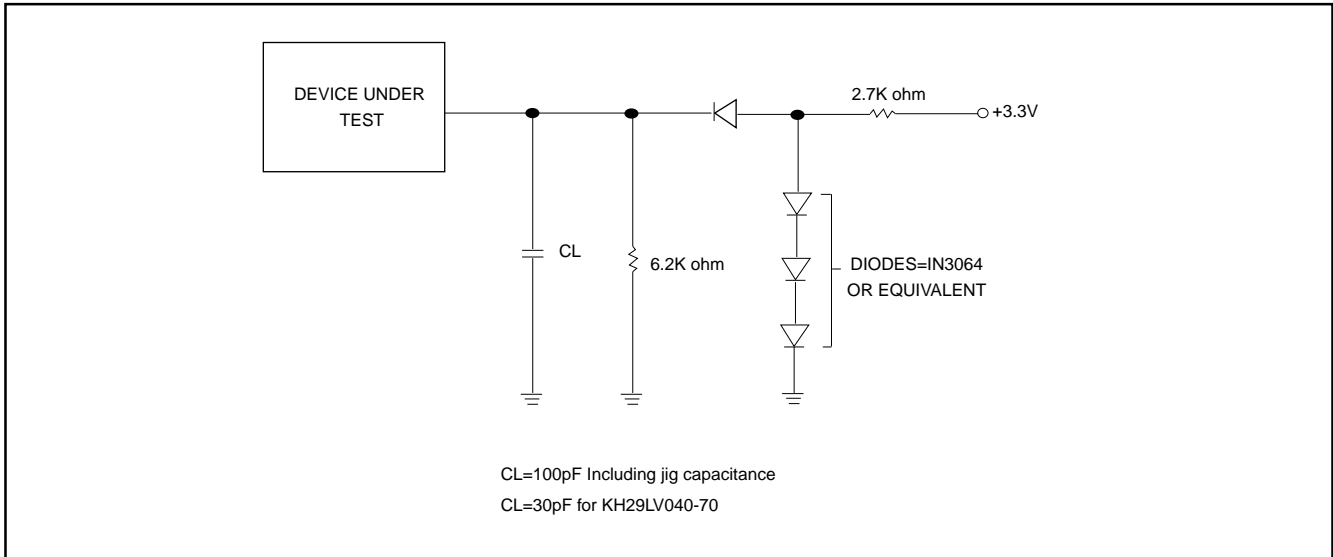 DEVICE UNDER
TEST
2.7K ohm
+3.3V
CL
6.2K ohm
DIODES=IN3064
OR EQUIVALENT
CL=100pF Including jig capacitance
CL=30pF for KH29LV040-70